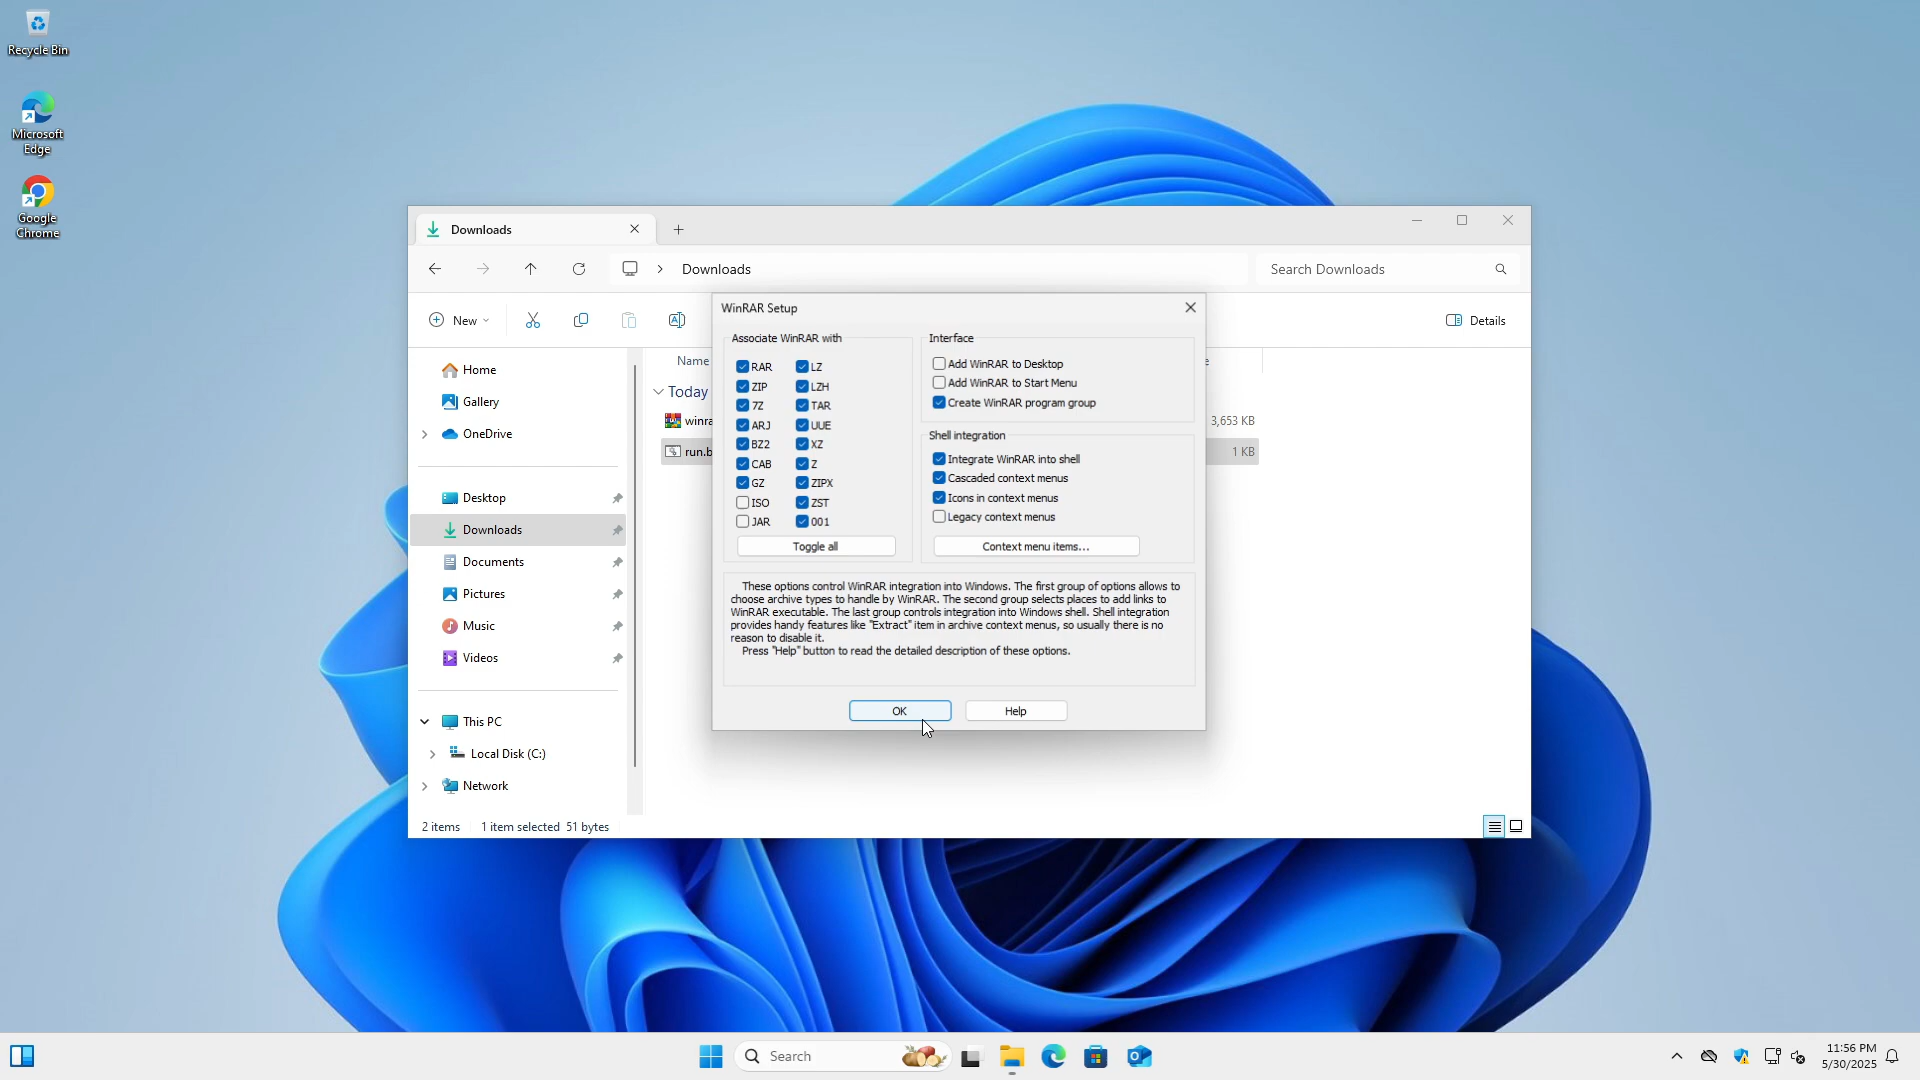 Recycle Bin
Microsoft
Edge
Google
Chrome
Downloads
Downloads
Search Downloads
New
Details
Home
Gallery
OneDrive
Desktop
Downloads
Documents
Pictures
Music
Videos
This PC
Local Disk (C:)
Network
Name
Today
3,653 KB
1 KB
2 items
1 item selected 51 bytes
WinRAR Setup
Associate WinRAR with
RAR LZ
ZIP LZH
7Z TAR
ARJ UUE
BZ2 XZ
CAB Z
GZ ZIPX
ISO ZST
JAR 001
Toggle all
Interface
Add WinRAR to Desktop
Add WinRAR to Start Menu
Create WinRAR program group
Shell integration
Integrate WinRAR into shell
Cascaded context menus
Icons in context menus
Legacy context menus
Context menu items...
These options control WinRAR integration into Windows. The first group of options allows to
choose archive types to handle by WinRAR. The second group selects places to add links to
WinRAR executable. The last group controls integration into Windows shell. Shell integration
provides handy features like "Extract" item in archive context menus, so usually there is no
reason to disable it.
Press "Help" button to read the detailed description of these options.
OK
Help
Search
11:56 PM
5/30/2025